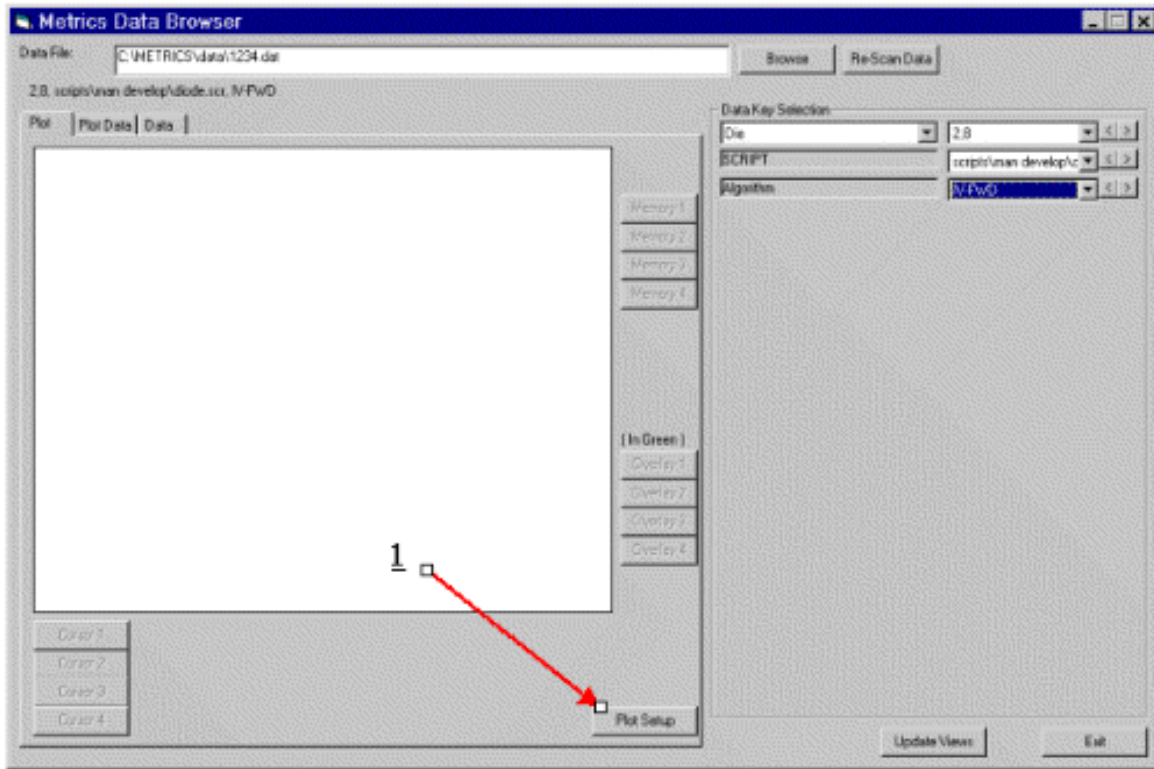 Metrics Data Browser
Data File:
C:\METRICS\data\1234.dat
Browse
Re-Scan Data
2,8, scripts\man develop\diode.scr, IV-FWD
Plot
Plot Data
Data
Data Key Selection
Die
2,8
< >
SCRIPT
scripts\man develop\c
< >
Algorithm
IV-FWD
< >
Memory 1
Memory 2
Memory 3
Memory 4
( In Green )
Overlay 1
Overlay 2
Overlay 3
Overlay 4
1
Cursor 1
Cursor 2
Cursor 3
Cursor 4
Plot Setup
Update Views
Exit